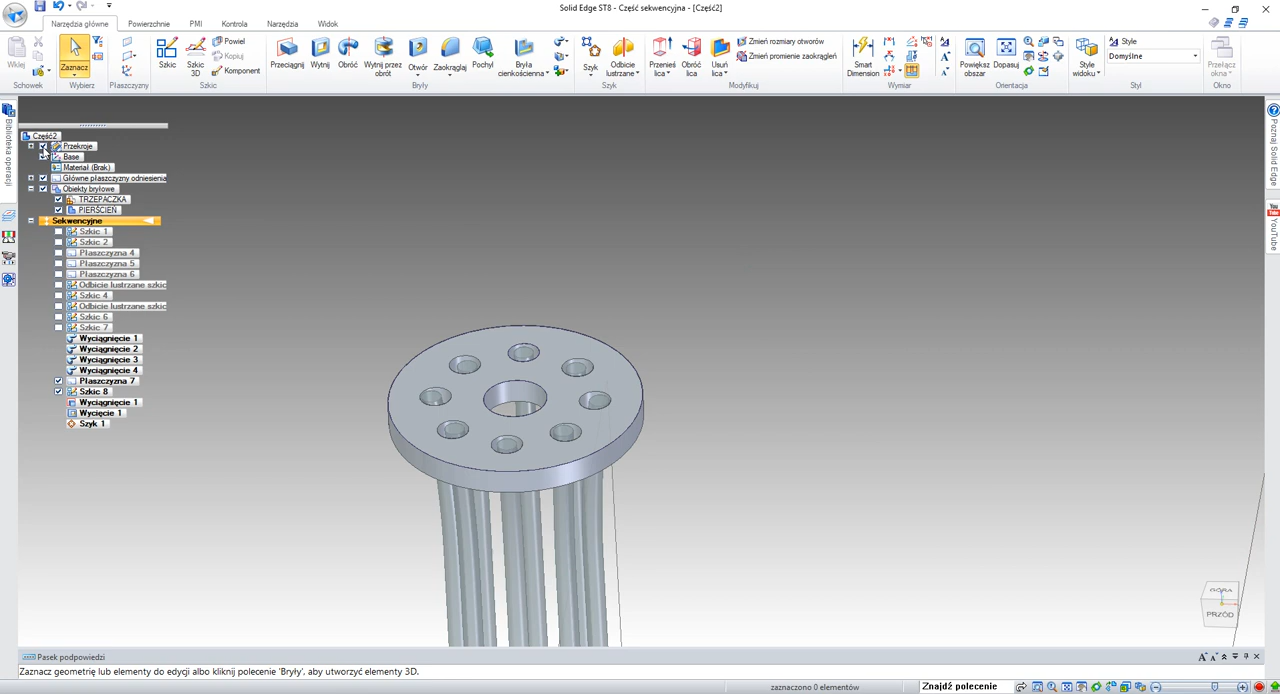 Solid Edge ST8 - Część sekwencyjna - [Część2]
Narzędzia główne
Powierzchnie
PMI
Kontrola
Narzędzia
Widok
Wklej
Schowek
Zaznacz
Wybierz
Płaszczyzny
Szkic
Szkic 3D
Powiel
Kopiuj
Komponent
Szkic
Przeciągnij
Wytnij
Obróć
Wytnij przez obrót
Otwór
Zaokrąglaj
Pochyl
Bryła cienkościenna
Bryły
Szyk
Odbicie lustrzane
Szyk
Przenieś lica
Obróć lica
Usuń lica
Zmień rozmiary otworów
Zmień promienie zaokrągleń
Modyfikuj
Smart Dimension
Wymiar
Powiększ obszar
Dopasuj
Orientacja
Style widoku
Style
Domyślne
Styl
Przełącz okna
Okno
Biblioteka operacji
Część2
Przekroje
Base
Materiał (Brak)
Główne płaszczyzny odniesienia
Obiekty bryłowe
TRZEPACZKA
PIERŚCIEŃ
Sekwencyjne
Szkic 1
Szkic 2
Płaszczyzna 4
Płaszczyzna 5
Płaszczyzna 6
Odbicie lustrzane szkic
Szkic 4
Odbicie lustrzane szkic
Szkic 6
Szkic 7
Wyciągnięcie 1
Wyciągnięcie 2
Wyciągnięcie 3
Wyciągnięcie 4
Płaszczyzna 7
Szkic 8
Wyciągnięcie 1
Wycięcie 1
Szyk 1
Poznaj Solid Edge
You Tube
YouTube
GÓRA
PRZÓD
Pasek podpowiedzi
Zaznacz geometrię lub elementy do edycji albo kliknij polecenie 'Bryły', aby utworzyć elementy 3D.
zaznaczono 0 elementów
Znajdź polecenie